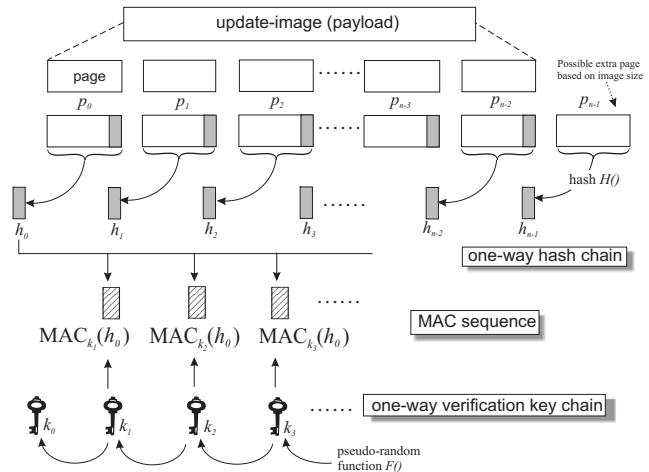 update-image (payload)
page
......
Possible extra page
based on image size
p0 p1 p2 pn-3 pn-2 pn-1
h0 h1 h2 h3 ...... hn-2 hn-1
hash H()
one-way hash chain
......
MACk1(h0) MACk2(h0) MACk3(h0)
MAC sequence
k0 k1 k2 k3 ......
one-way verification key chain
pseudo-random
function F()